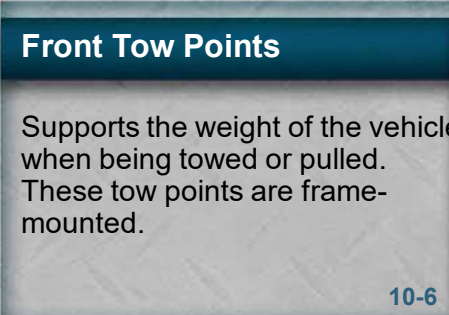 Front Tow Points
Supports the weight of the vehicle
when being towed or pulled.
These tow points are frame-
mounted.
10-6